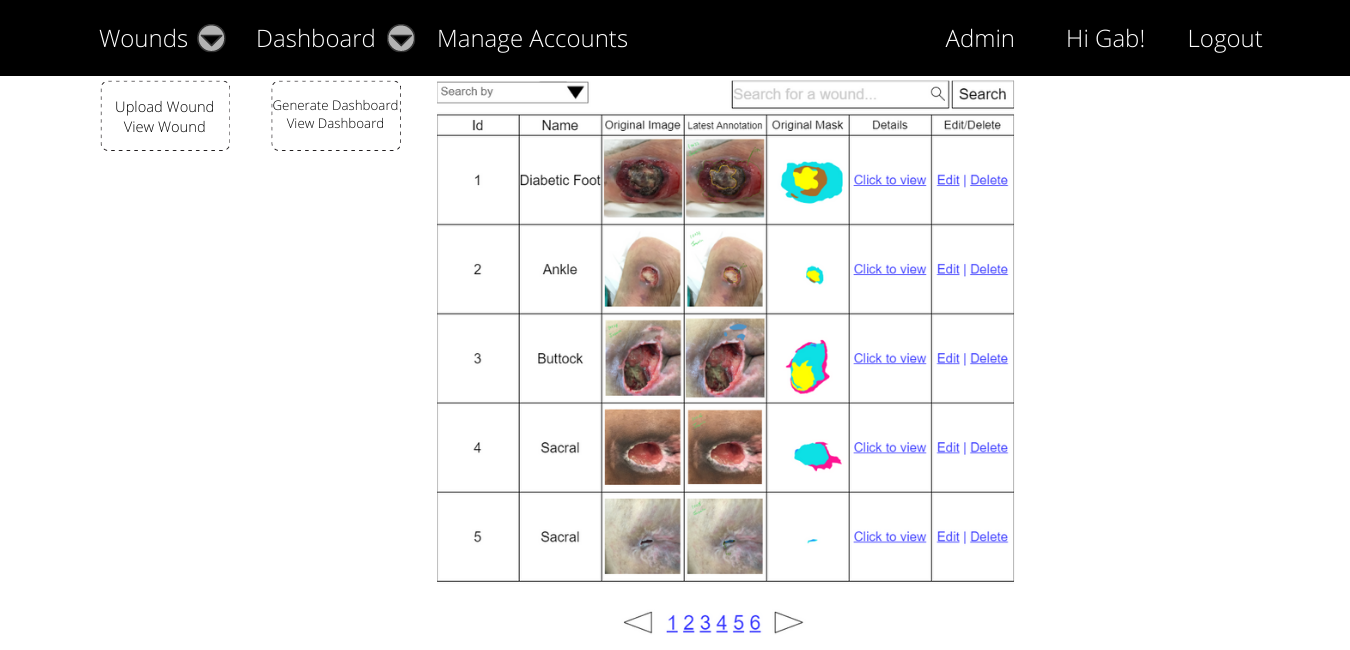 Wounds Dashboard Manage Accounts Admin Hi Gab! Logout
Upload Wound
View Wound
Generate Dashboard
View Dashboard
Search by
Search for a wound... Search
Id Name Original Image Latest Annotation Original Mask Details Edit/Delete
1 Diabetic Foot Click to view Edit | Delete
2 Ankle Click to view Edit | Delete
3 Buttock Click to view Edit | Delete
4 Sacral Click to view Edit | Delete
5 Sacral Click to view Edit | Delete
1 2 3 4 5 6